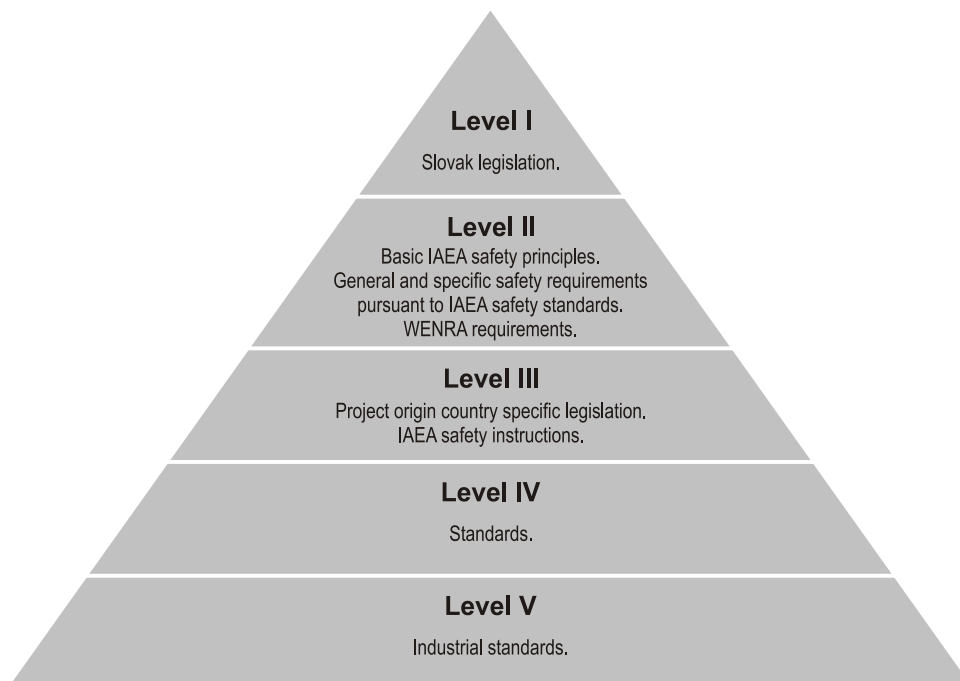 Level I
Slovak legislation.
Level II
Basic IAEA safety principles.
General and specific safety requirements
pursuant to IAEA safety standards.
WENRA requirements.
Level III
Project origin country specific legislation.
IAEA safety instructions.
Level IV
Standards.
Level V
Industrial standards.